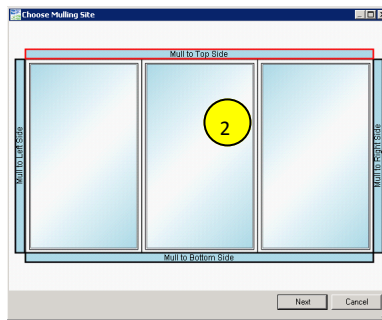 Choose Mulling Site
Mull to Top Side
Mull to Left Side
2
Mull to Right Side
Mull to Bottom Side
Next
Cancel